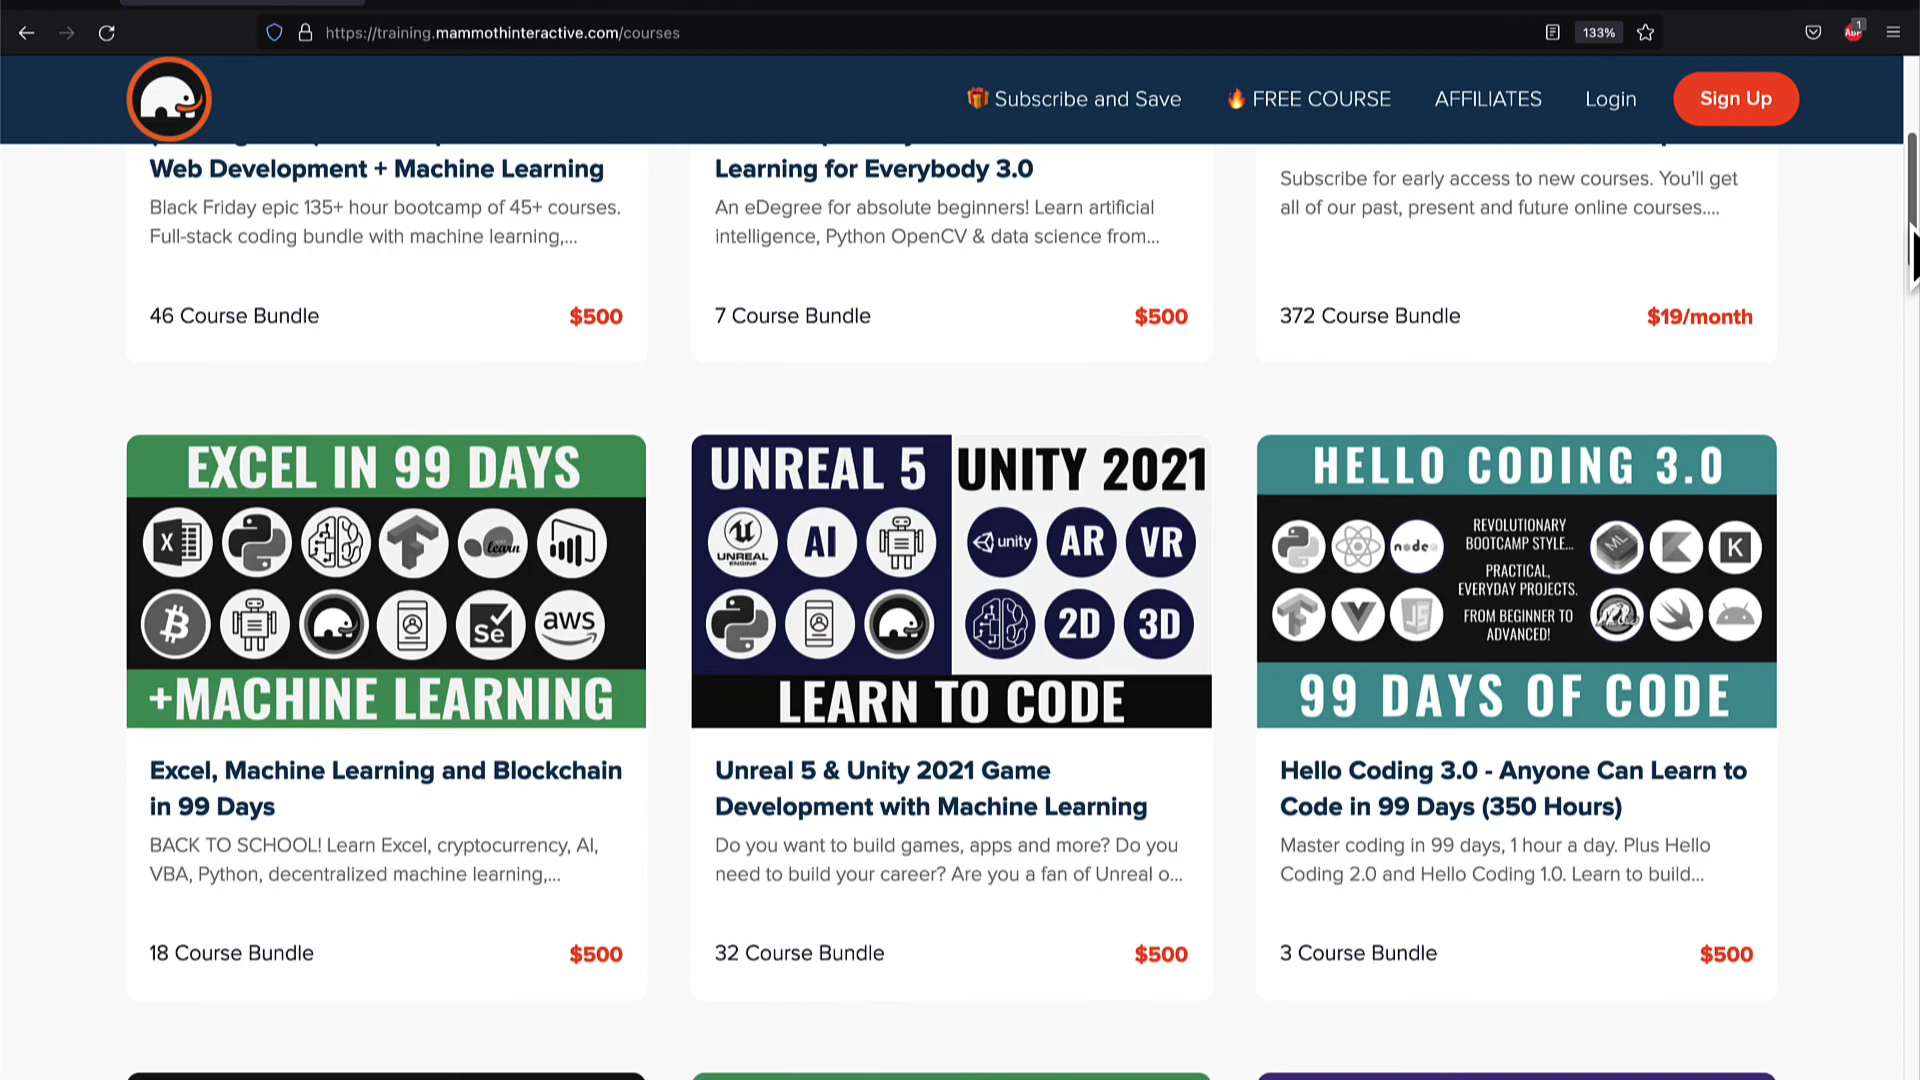 https://training.mammothinteractive.com/courses
133%
ABP
1
🎁 Subscribe and Save
🔥 FREE COURSE
AFFILIATES
Login
Sign Up
Web Development + Machine Learning
Black Friday epic 135+ hour bootcamp of 45+ courses.
Full-stack coding bundle with machine learning,...
46 Course Bundle
$500
Learning for Everybody 3.0
An eDegree for absolute beginners! Learn artificial
intelligence, Python OpenCV & data science from...
7 Course Bundle
$500
Subscribe for early access to new courses. You'll get
all of our past, present and future online courses....
372 Course Bundle
$19/month
EXCEL IN 99 DAYS
X
learn
Se
aws
+MACHINE LEARNING
Excel, Machine Learning and Blockchain
in 99 Days
BACK TO SCHOOL! Learn Excel, cryptocurrency, AI,
VBA, Python, decentralized machine learning,...
18 Course Bundle
$500
UNREAL 5
UNITY 2021
UNREAL
ENGINE
AI
unity
AR
VR
2D
3D
LEARN TO CODE
Unreal 5 & Unity 2021 Game
Development with Machine Learning
Do you want to build games, apps and more? Do you
need to build your career? Are you a fan of Unreal o...
32 Course Bundle
$500
HELLO CODING 3.0
node
REVOLUTIONARY
BOOTCAMP STYLE...
PRACTICAL,
EVERYDAY PROJECTS.
FROM BEGINNER TO
ADVANCED!
ML
K
JS
99 DAYS OF CODE
Hello Coding 3.0 - Anyone Can Learn to
Code in 99 Days (350 Hours)
Master coding in 99 days, 1 hour a day. Plus Hello
Coding 2.0 and Hello Coding 1.0. Learn to build...
3 Course Bundle
$500